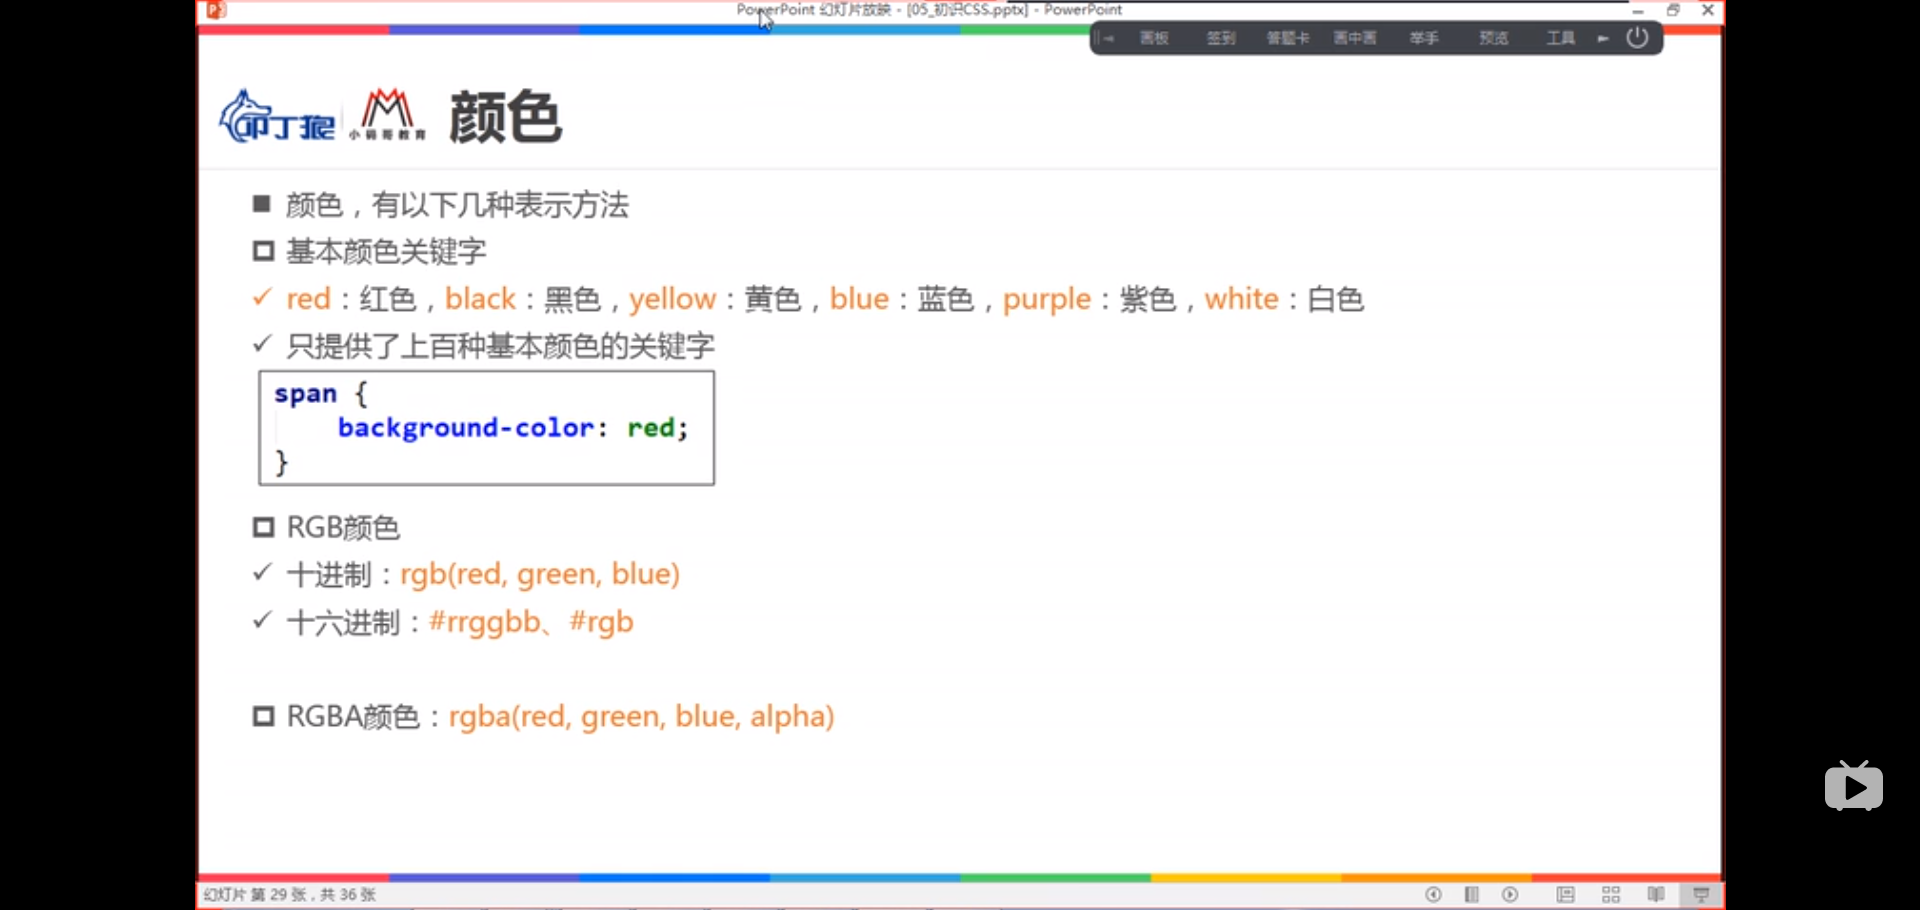 PowerPoint 幻灯片放映 - [05_初识CSS.pptx] - PowerPoint
画板 签到 答题卡 画中画 举手 预览 工具
叩丁狼 小码哥教育 颜色
颜色，有以下几种表示方法
基本颜色关键字
red：红色，black：黑色，yellow：黄色，blue：蓝色，purple：紫色，white：白色
只提供了上百种基本颜色的关键字
span {
background-color: red;
}
RGB颜色
十进制：rgb(red, green, blue)
十六进制：#rrggbb、#rgb
RGBA颜色：rgba(red, green, blue, alpha)
幻灯片 第 29 张，共 36 张